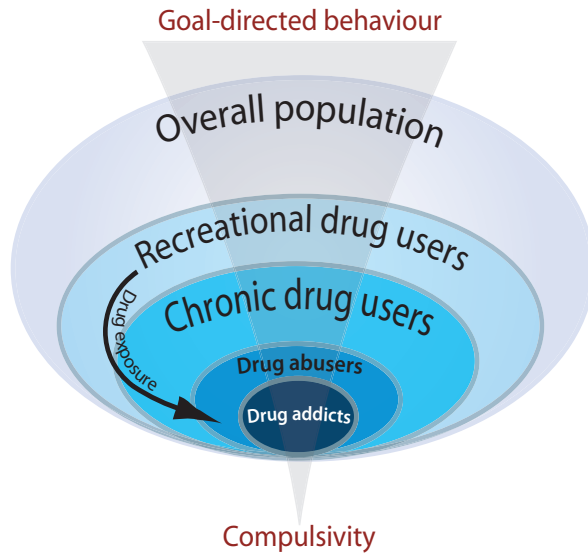 Goal-directed behaviour
Overall population
Recreational drug users
Chronic drug users
Drug exposure
Drug abusers
Drug addicts
Compulsivity